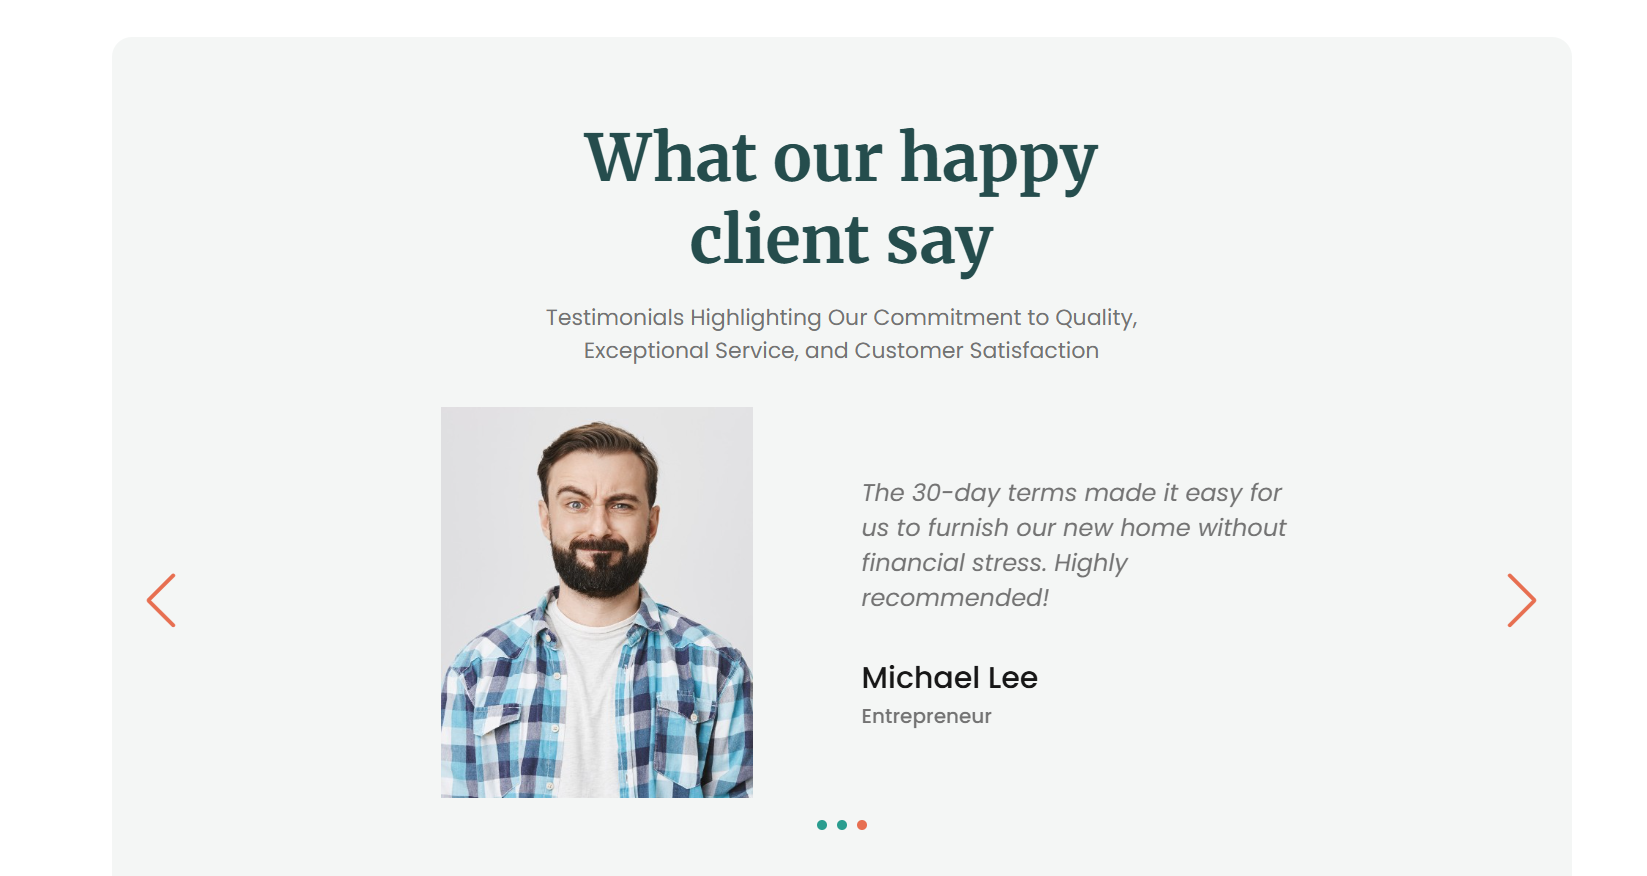 What our happy
client say
Testimonials Highlighting Our Commitment to Quality,
Exceptional Service, and Customer Satisfaction
The 30-day terms made it easy for
us to furnish our new home without
financial stress. Highly
recommended!
Michael Lee
Entrepreneur